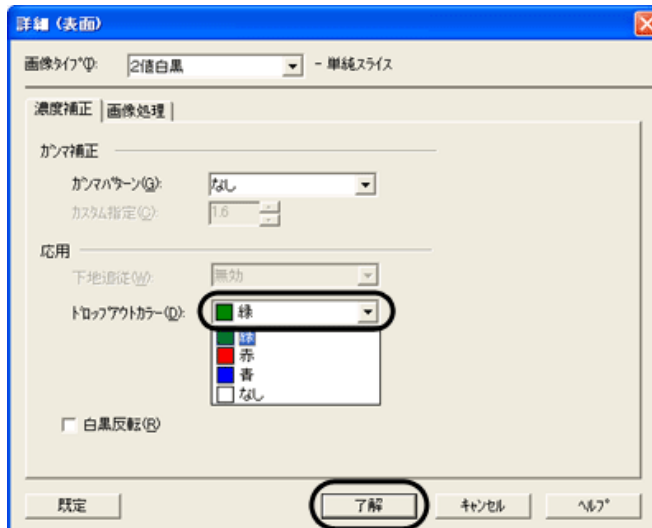 詳細（表面）
画像ﾀｲﾌﾟ(I): 2値白黒 - 単純ｽﾗｲｽ
濃度補正 画像処理
ｶﾞﾝﾏ補正
ｶﾞﾝﾏﾊﾟﾀｰﾝ(G): なし
ｶｽﾀﾑ指定(C): 1.6
応用
下地追従(W): 無効
ﾄﾞﾛｯﾌﾟｱｳﾄｶﾗｰ(D): 緑
緑
赤
青
なし
白黒反転(R)
既定 了解 ｷｬﾝｾﾙ ﾍﾙﾌﾟ